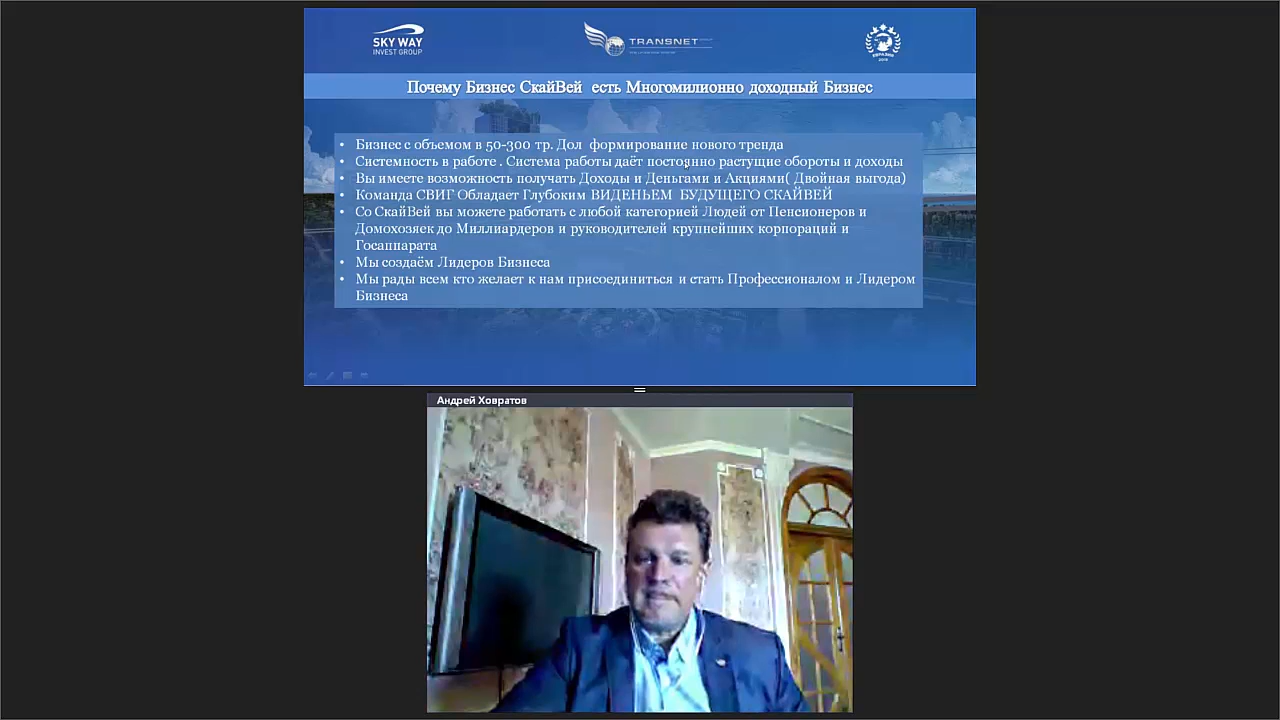 SKY WAY
INVEST GROUP
TRANSNET
ЕВРАЗИЯ
2019
Почему Бизнес СкайВей есть Многомилионно доходный Бизнес
• Бизнес с объемом в 50-300 тр. Дол формирование нового тренда
• Системность в работе . Система работы даёт постоянно растущие обороты и доходы
• Вы имеете возможность получать Доходы и Деньгами и Акциями( Двойная выгода)
• Команда СВИГ Обладает Глубоким ВИДЕНЬЕМ БУДУЩЕГО СКАЙВЕЙ
• Со СкайВей вы можете работать с любой категорией Людей от Пенсионеров и
Домохозяек до Миллиардеров и руководителей крупнейших корпораций и
Госаппарата
• Мы создаём Лидеров Бизнеса
• Мы рады всем кто желает к нам присоединиться и стать Профессионалом и Лидером
Бизнеса
Андрей Ховратов